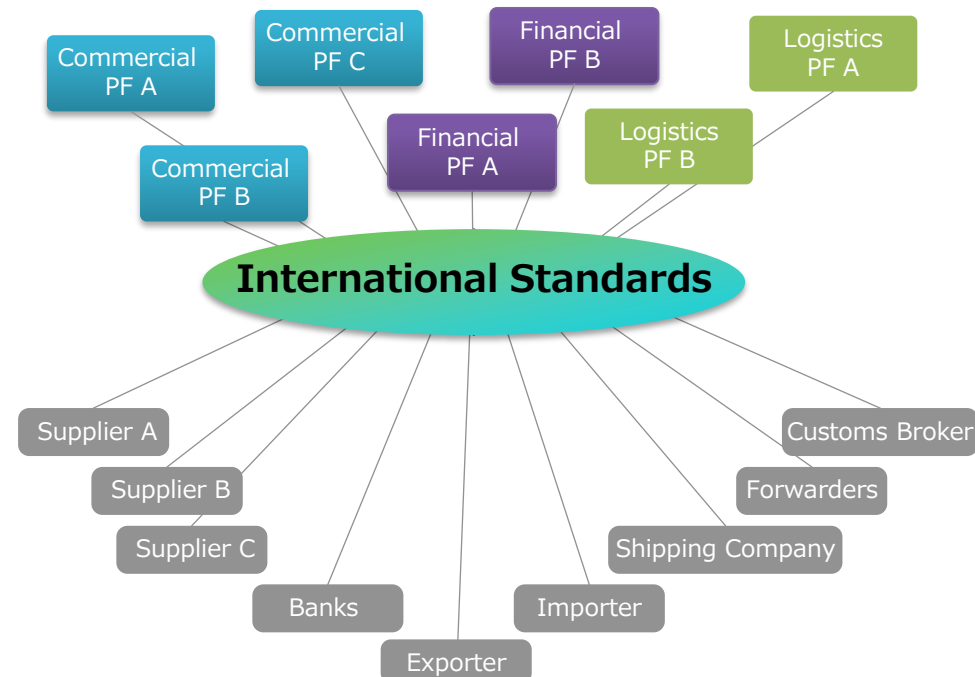 Commercial
PF A
Commercial
PF C
Financial
PF B
Logistics
PF A
Commercial
PF B
Financial
PF A
Logistics
PF B
International Standards
Supplier A
Customs Broker
Supplier B
Forwarders
Supplier C
Shipping Company
Banks
Importer
Exporter